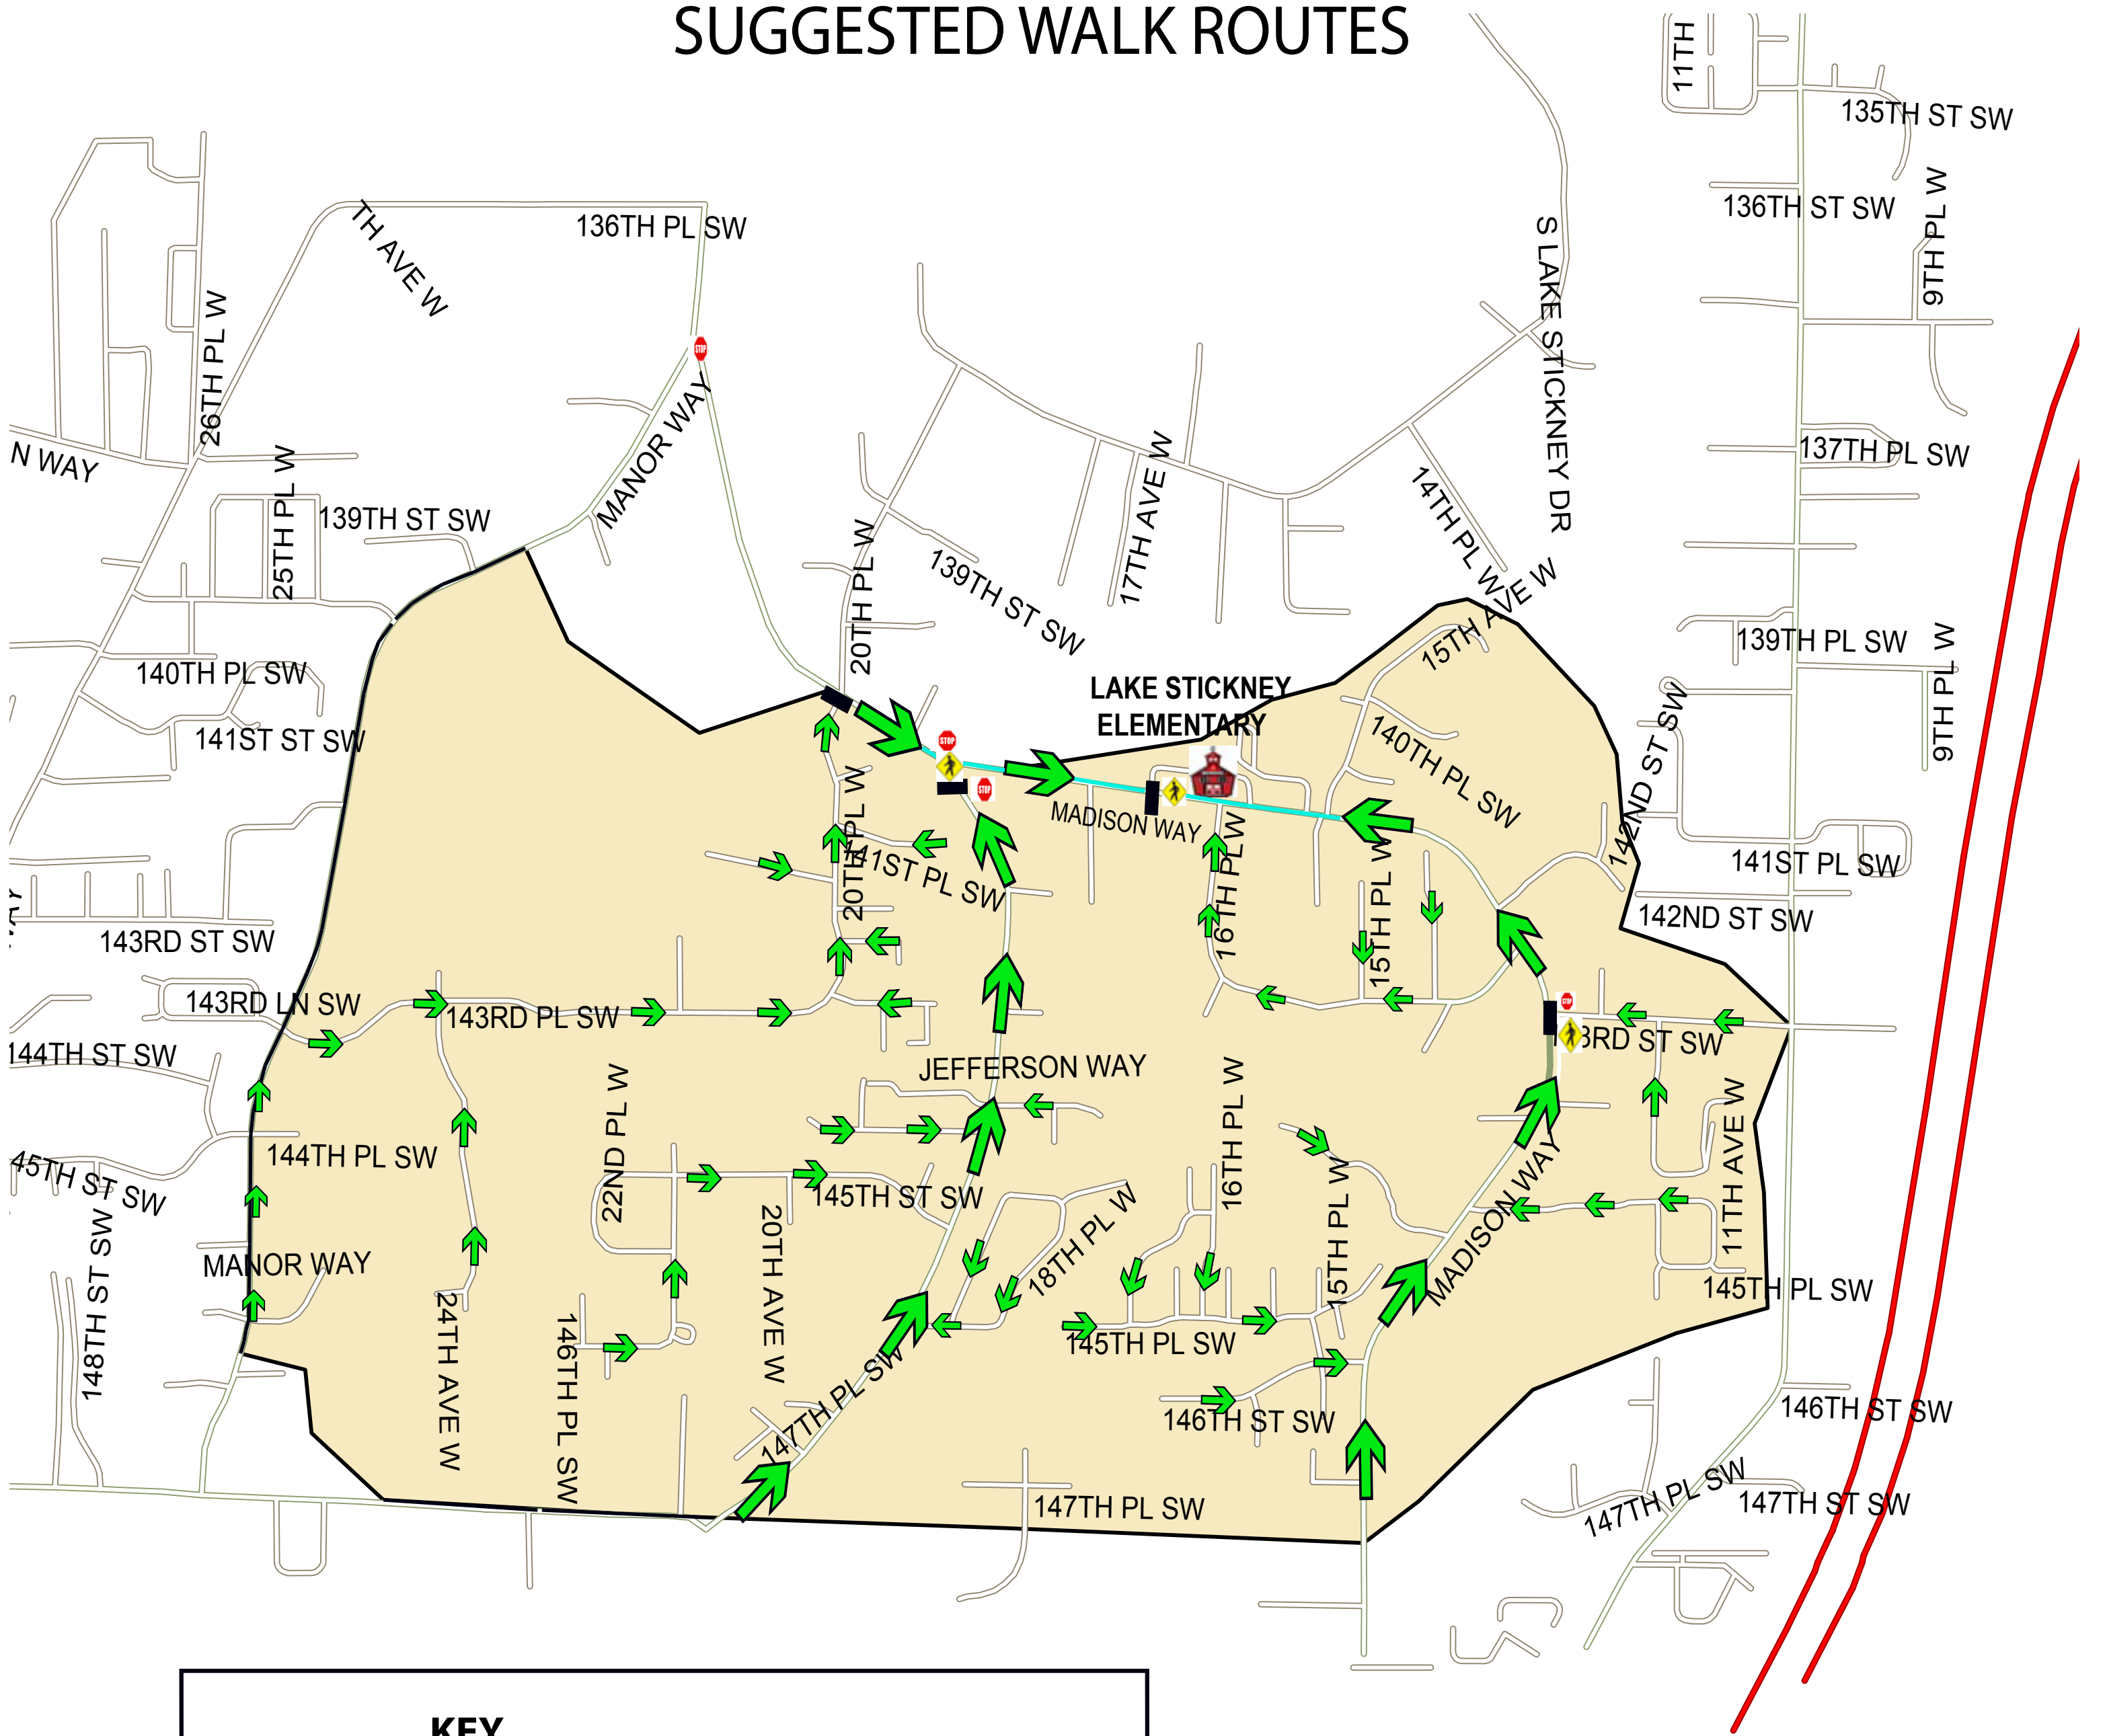 SUGGESTED WALK ROUTES
11TH
135TH ST SW
136TH ST SW
9TH PL W
136TH PL SW
TH AVE W
S LAKE STICKNEY DR
26TH PL W
STOP
MANOR WAY
N WAY
137TH PL SW
25TH PL W
139TH ST SW
17TH AVE W
14TH PL W
20TH PL W
139TH ST SW
15TH AVE W
139TH PL SW
9TH PL W
140TH PL SW
141ST ST SW
LAKE STICKNEY
ELEMENTARY
140TH PL SW
142ND ST SW
STOP
STOP
MADISON WAY
20TH PL W
141ST PL SW
16TH PL W
15TH PL W
141ST PL SW
WAY
143RD ST SW
142ND ST SW
143RD LN SW
143RD PL SW
STOP
3RD ST SW
144TH ST SW
JEFFERSON WAY
22ND PL W
16TH PL W
11TH AVE W
144TH PL SW
45TH ST SW
145TH ST SW
18TH PL W
15TH PL W
MADISON WAY
148TH ST SW
MANOR WAY
20TH AVE W
145TH PL SW
24TH AVE W
146TH PL SW
145TH PL SW
147TH PL SW
146TH ST SW
146TH ST SW
147TH PL SW
147TH PL SW
147TH ST SW
KEY